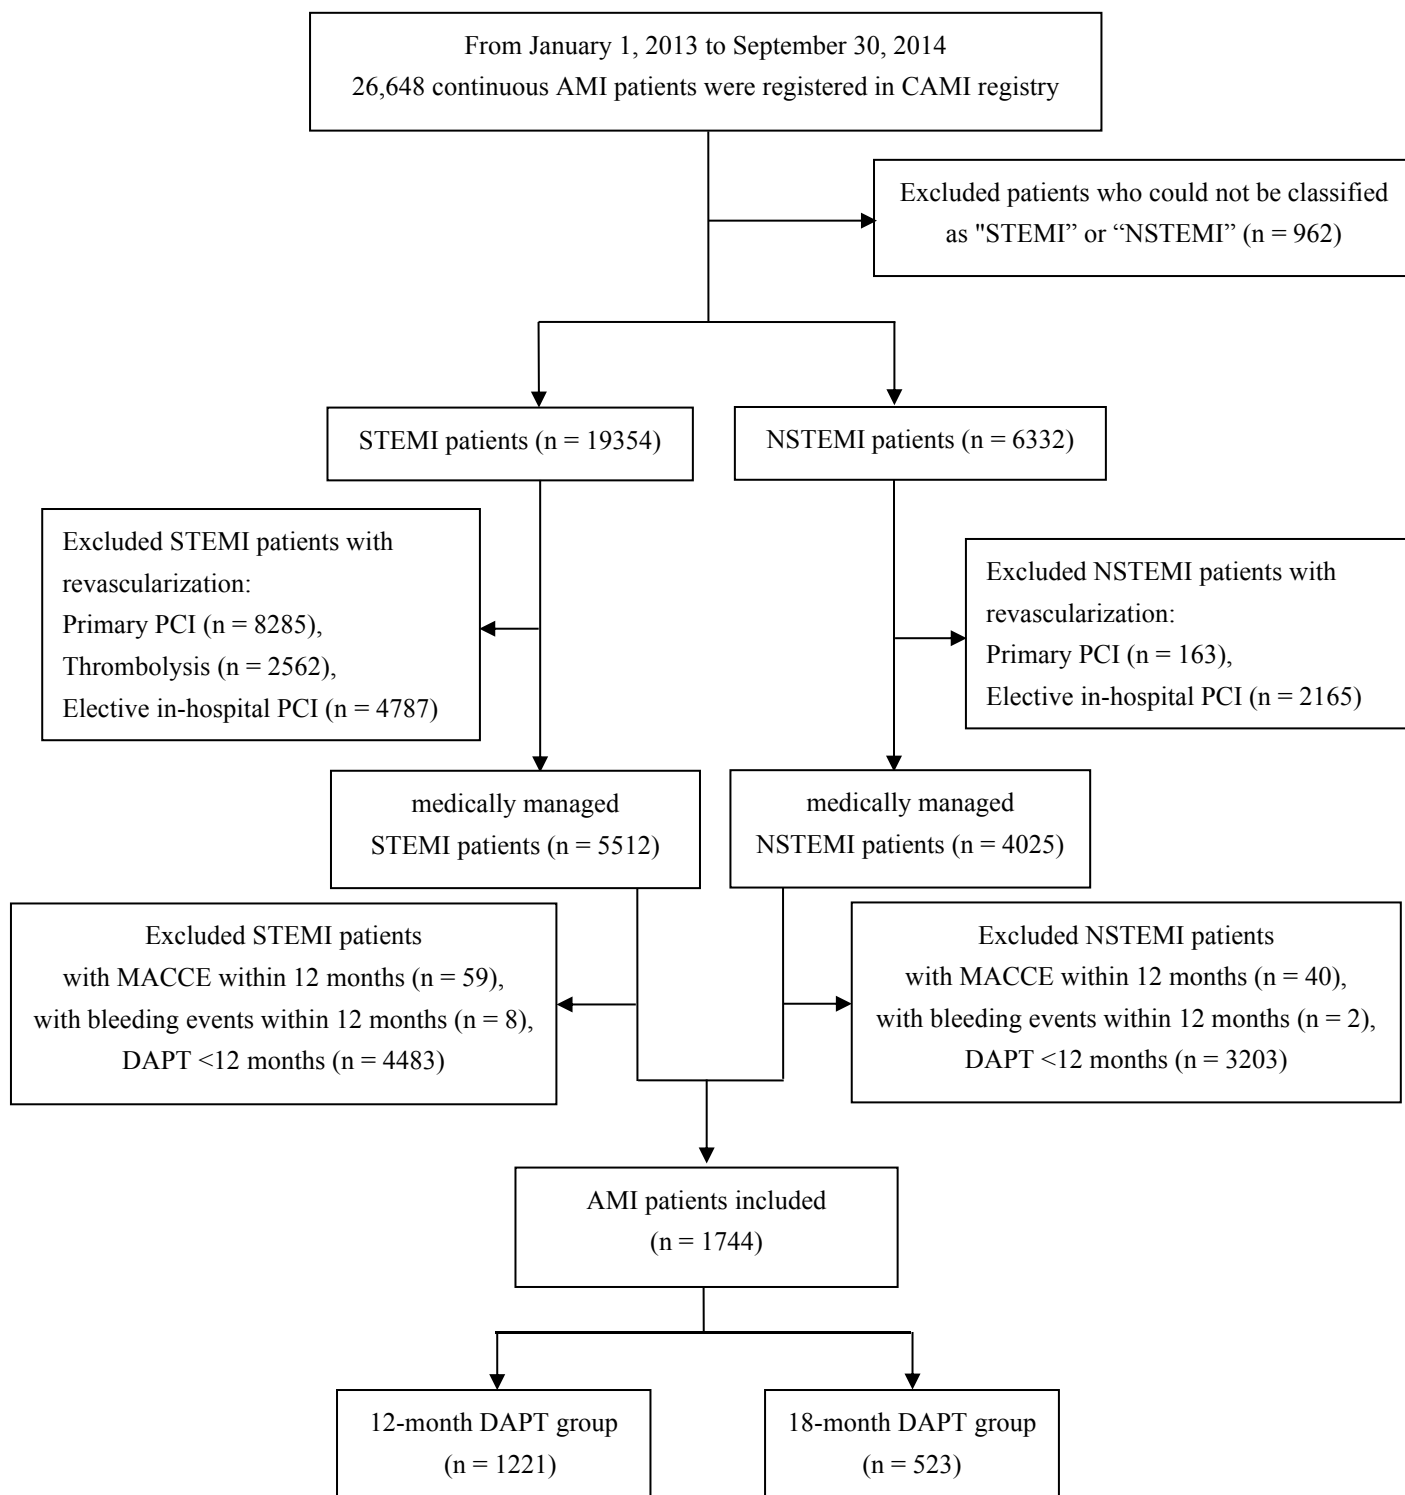 From January 1, 2013 to September 30, 2014
26,648 continuous AMI patients were registered in CAMI registry
Excluded patients who could not be classified
as "STEMI” or “NSTEMI” (n = 962)
STEMI patients (n = 19354)
NSTEMI patients (n = 6332)
Excluded STEMI patients with
revascularization:
Primary PCI (n = 8285),
Thrombolysis (n = 2562),
Elective in-hospital PCI (n = 4787)
Excluded NSTEMI patients with
revascularization:
Primary PCI (n = 163),
Elective in-hospital PCI (n = 2165)
medically managed
STEMI patients (n = 5512)
medically managed
NSTEMI patients (n = 4025)
Excluded STEMI patients
with MACCE within 12 months (n = 59),
with bleeding events within 12 months (n = 8),
DAPT <12 months (n = 4483)
Excluded NSTEMI patients
with MACCE within 12 months (n = 40),
with bleeding events within 12 months (n = 2),
DAPT <12 months (n = 3203)
AMI patients included
(n = 1744)
12-month DAPT group
(n = 1221)
18-month DAPT group
(n = 523)